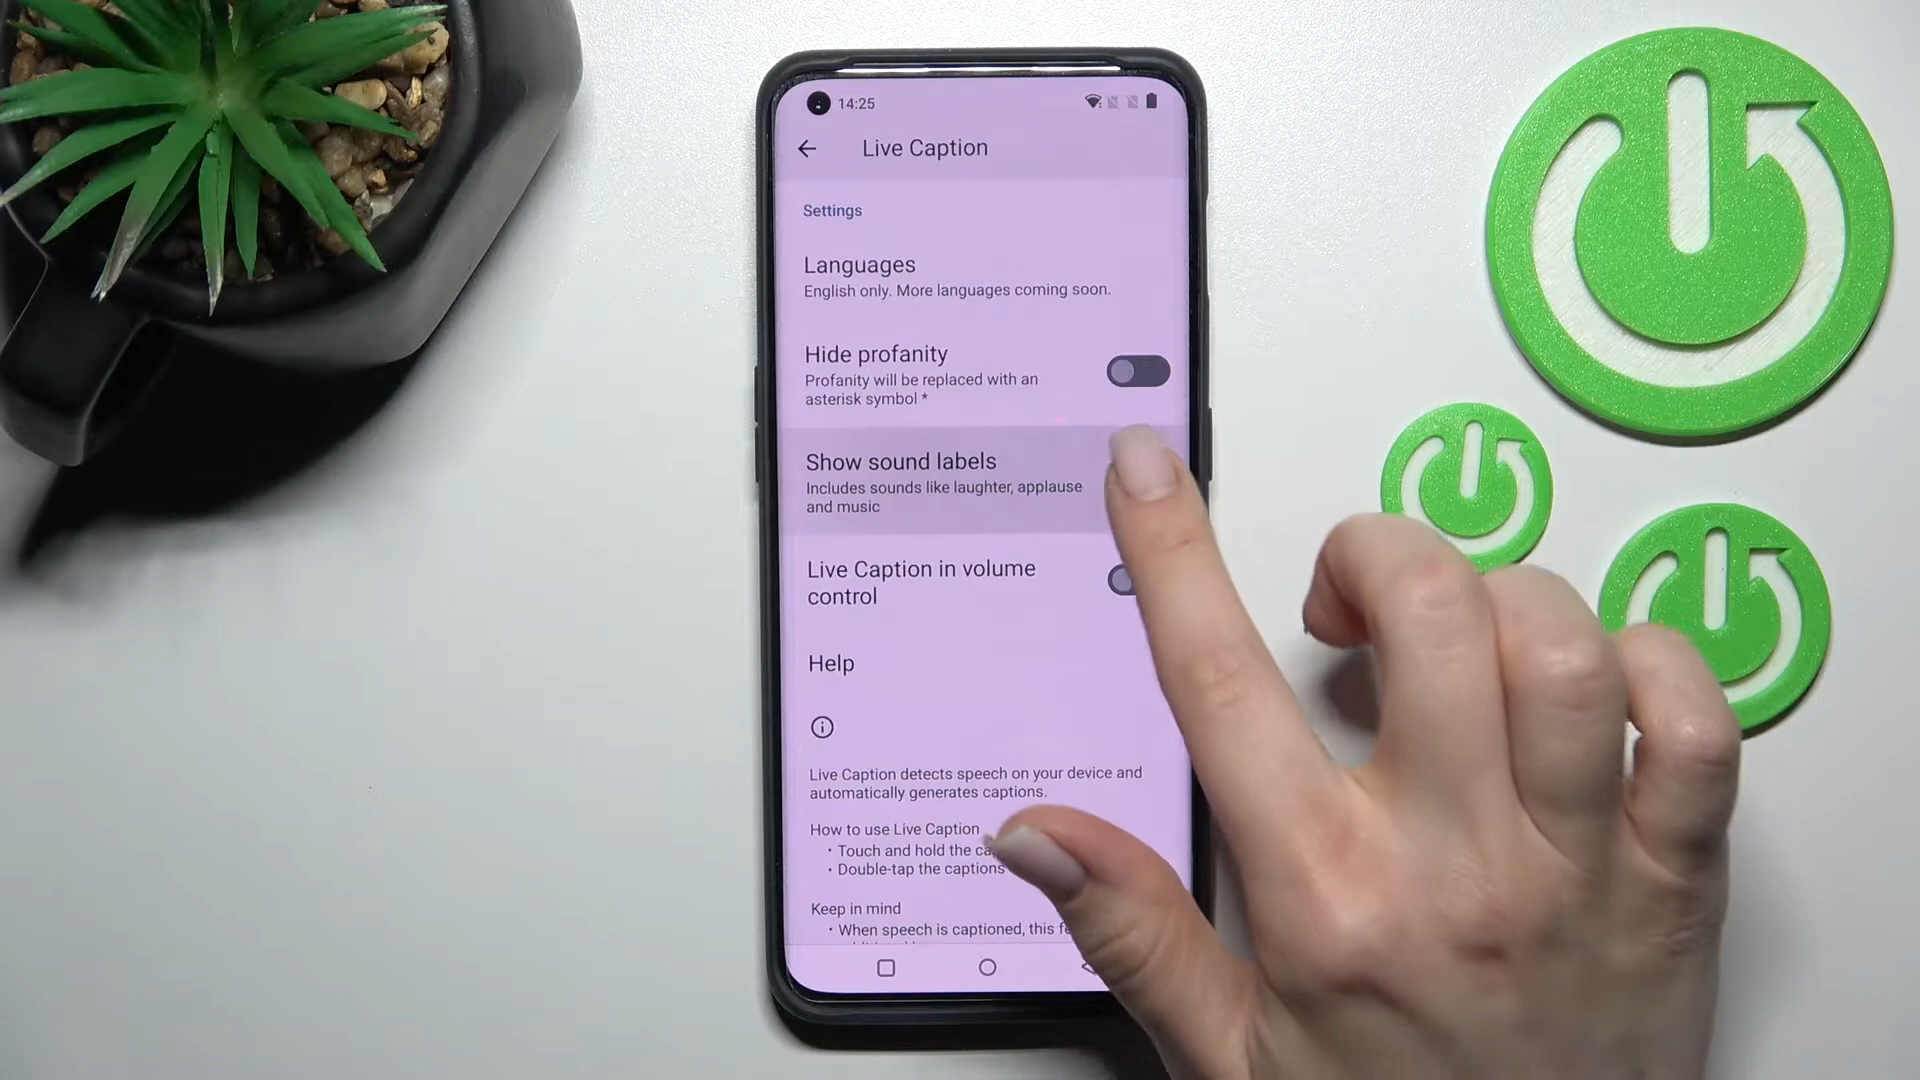 14:25
Live Caption
Settings
Languages
English only. More languages coming soon.
Hide profanity
Profanity will be replaced with an
asterisk symbol *
Show sound labels
Includes sounds like laughter, applause
and music
Live Caption in volume
control
Help
Live Caption detects speech on your device and
automatically generates captions.
How to use Live Caption
• Touch and hold the
• Double-tap the captions
Keep in mind
• When speech is captioned, this